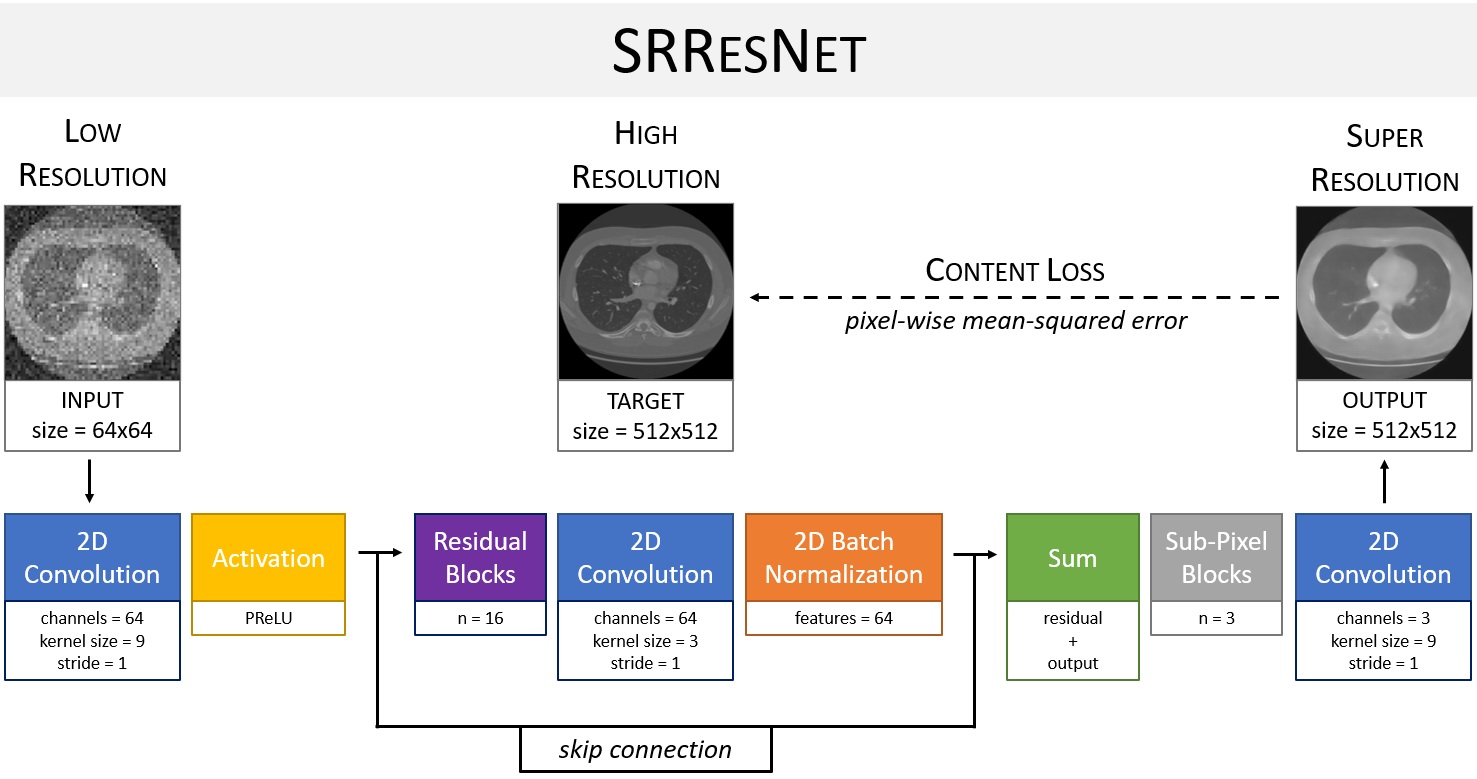 SRRESNET
LOW
RESOLUTION
HIGH
RESOLUTION
SUPER
RESOLUTION
CONTENT LOSS
pixel-wise mean-squared error
INPUT
size = 64x64
TARGET
size = 512x512
OUTPUT
size = 512x512
2D
Convolution
channels = 64
kernel size = 9
stride = 1
Activation
PReLU
Residual
Blocks
n = 16
2D
Convolution
channels = 64
kernel size = 3
stride = 1
2D Batch
Normalization
features = 64
Sum
residual
+
output
Sub-Pixel
Blocks
n = 3
2D
Convolution
channels = 3
kernel size = 9
stride = 1
skip connection